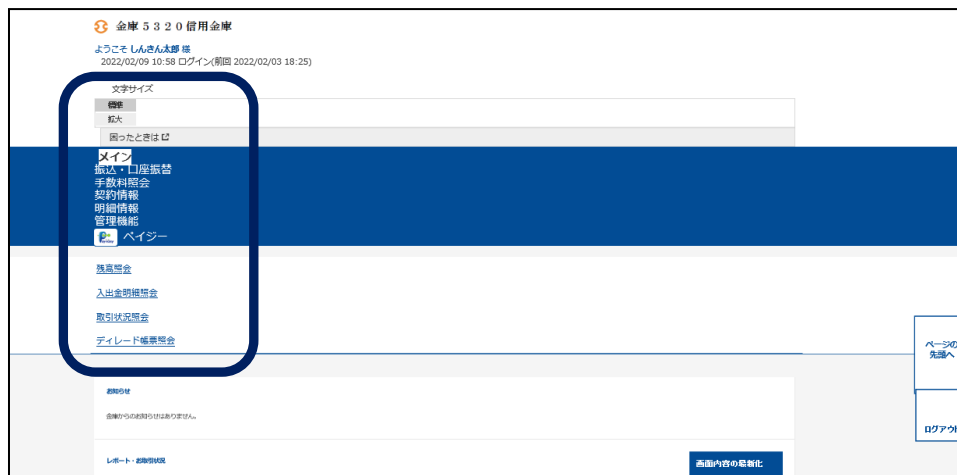 金庫５３２０信用金庫
ようこそ しんきん太郎 様
2022/02/09 10:58 ログイン(前回 2022/02/03 18:25)
文字サイズ
標準
拡大
困ったときは
メイン
振込・口座振替
手数料照会
契約情報
明細情報
管理機能
ペイジー
残高照会
入出金明細照会
取引状況照会
ディレード帳票照会
ページの
先頭へ
お知らせ
金庫からのお知らせはありません。
ログアウト
レポート・お取引状況
画面内容の最新化